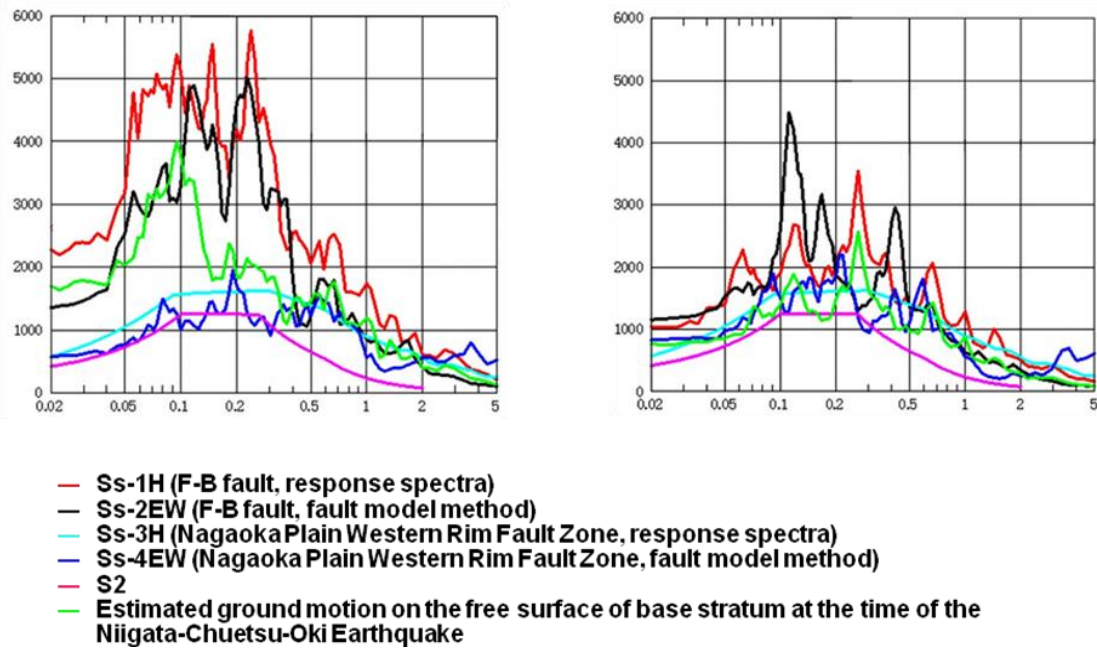 6000
5000
4000
3000
2000
1000
0
0.02 0.05 0.1 0.2 0.5 1 2 5
6000
5000
4000
3000
2000
1000
0
0.02 0.05 0.1 0.2 0.5 1 2 5
Ss-1H (F-B fault, response spectra)
Ss-2EW (F-B fault, fault model method)
Ss-3H (Nagaoka Plain Western Rim Fault Zone, response spectra)
Ss-4EW (Nagaoka Plain Western Rim Fault Zone, fault model method)
S2
Estimated ground motion on the free surface of base stratum at the time of the
Niigata-Chuetsu-Oki Earthquake